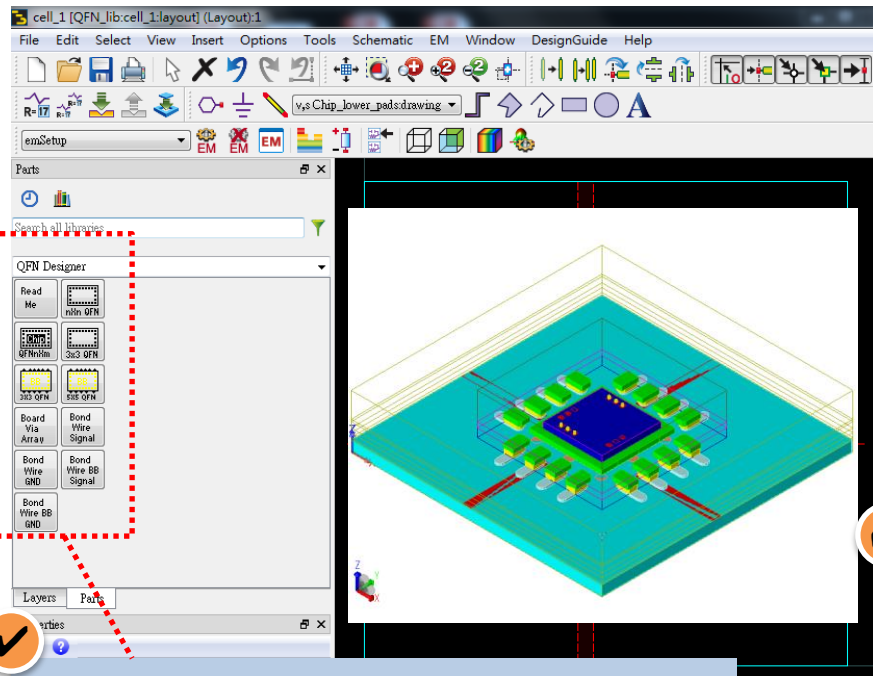 cell_1 [QFN_lib:cell_1:layout] (Layout):1
File Edit Select View Insert Options Tools Schematic EM Window DesignGuide Help
R=17
v,s Chip_lower_pads:drawing
A
emSetup
EM EM EM
Parts
Search all libraries
QFN Designer
Read Me
nXn QFN
Chip QFNnXm
3x3 QFN
3X3 QFN
5X5 QFN
Board Via Array
Bond Wire Signal
Bond Wire GND
Bond Wire BB Signal
Bond Wire BB GND
Z
Z
Y
X
Layers Parts
erties